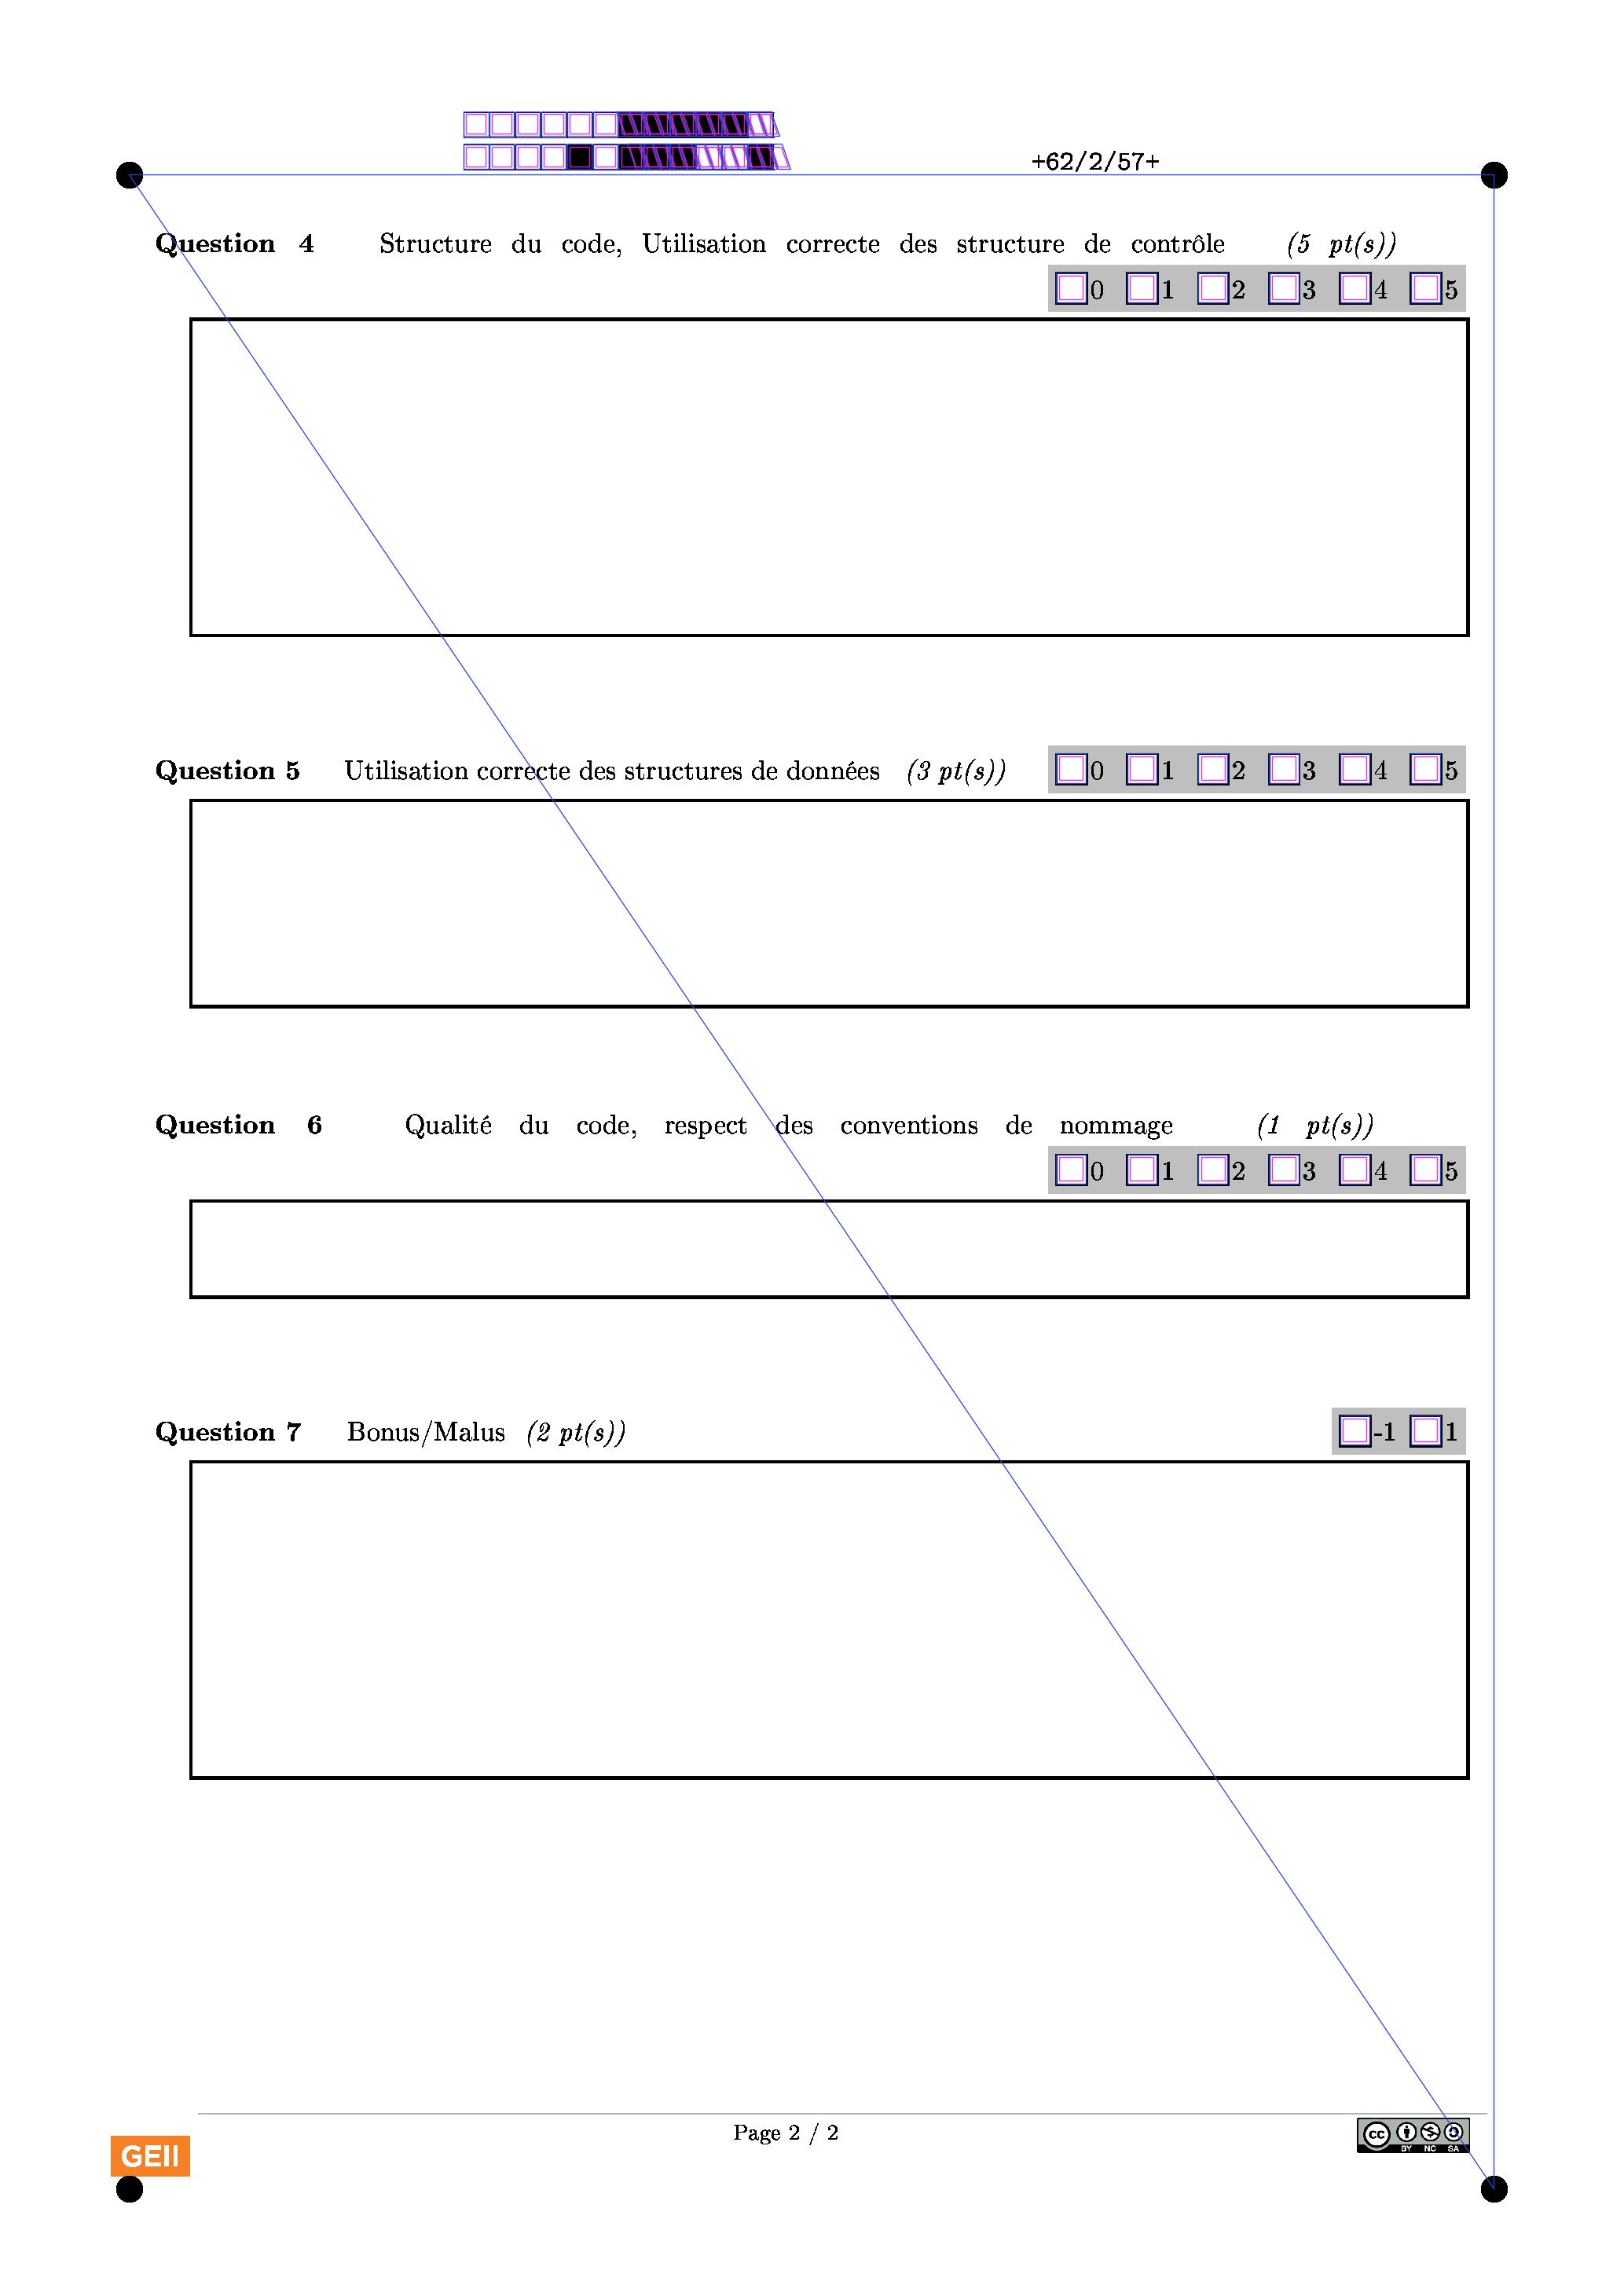 +62/2/57+
Question 4 Structure du code, Utilisation correcte des structure de contrôle (5 pt(s))
0 1 2 3 4 5
Question 5 Utilisation correcte des structures de données (3 pt(s)) 0 1 2 3 4 5
Question 6 Qualité du code, respect des conventions de nommage (1 pt(s))
0 1 2 3 4 5
Question 7 Bonus/Malus (2 pt(s)) -1 1
Page 2 / 2
cc BY NC SA
GEII